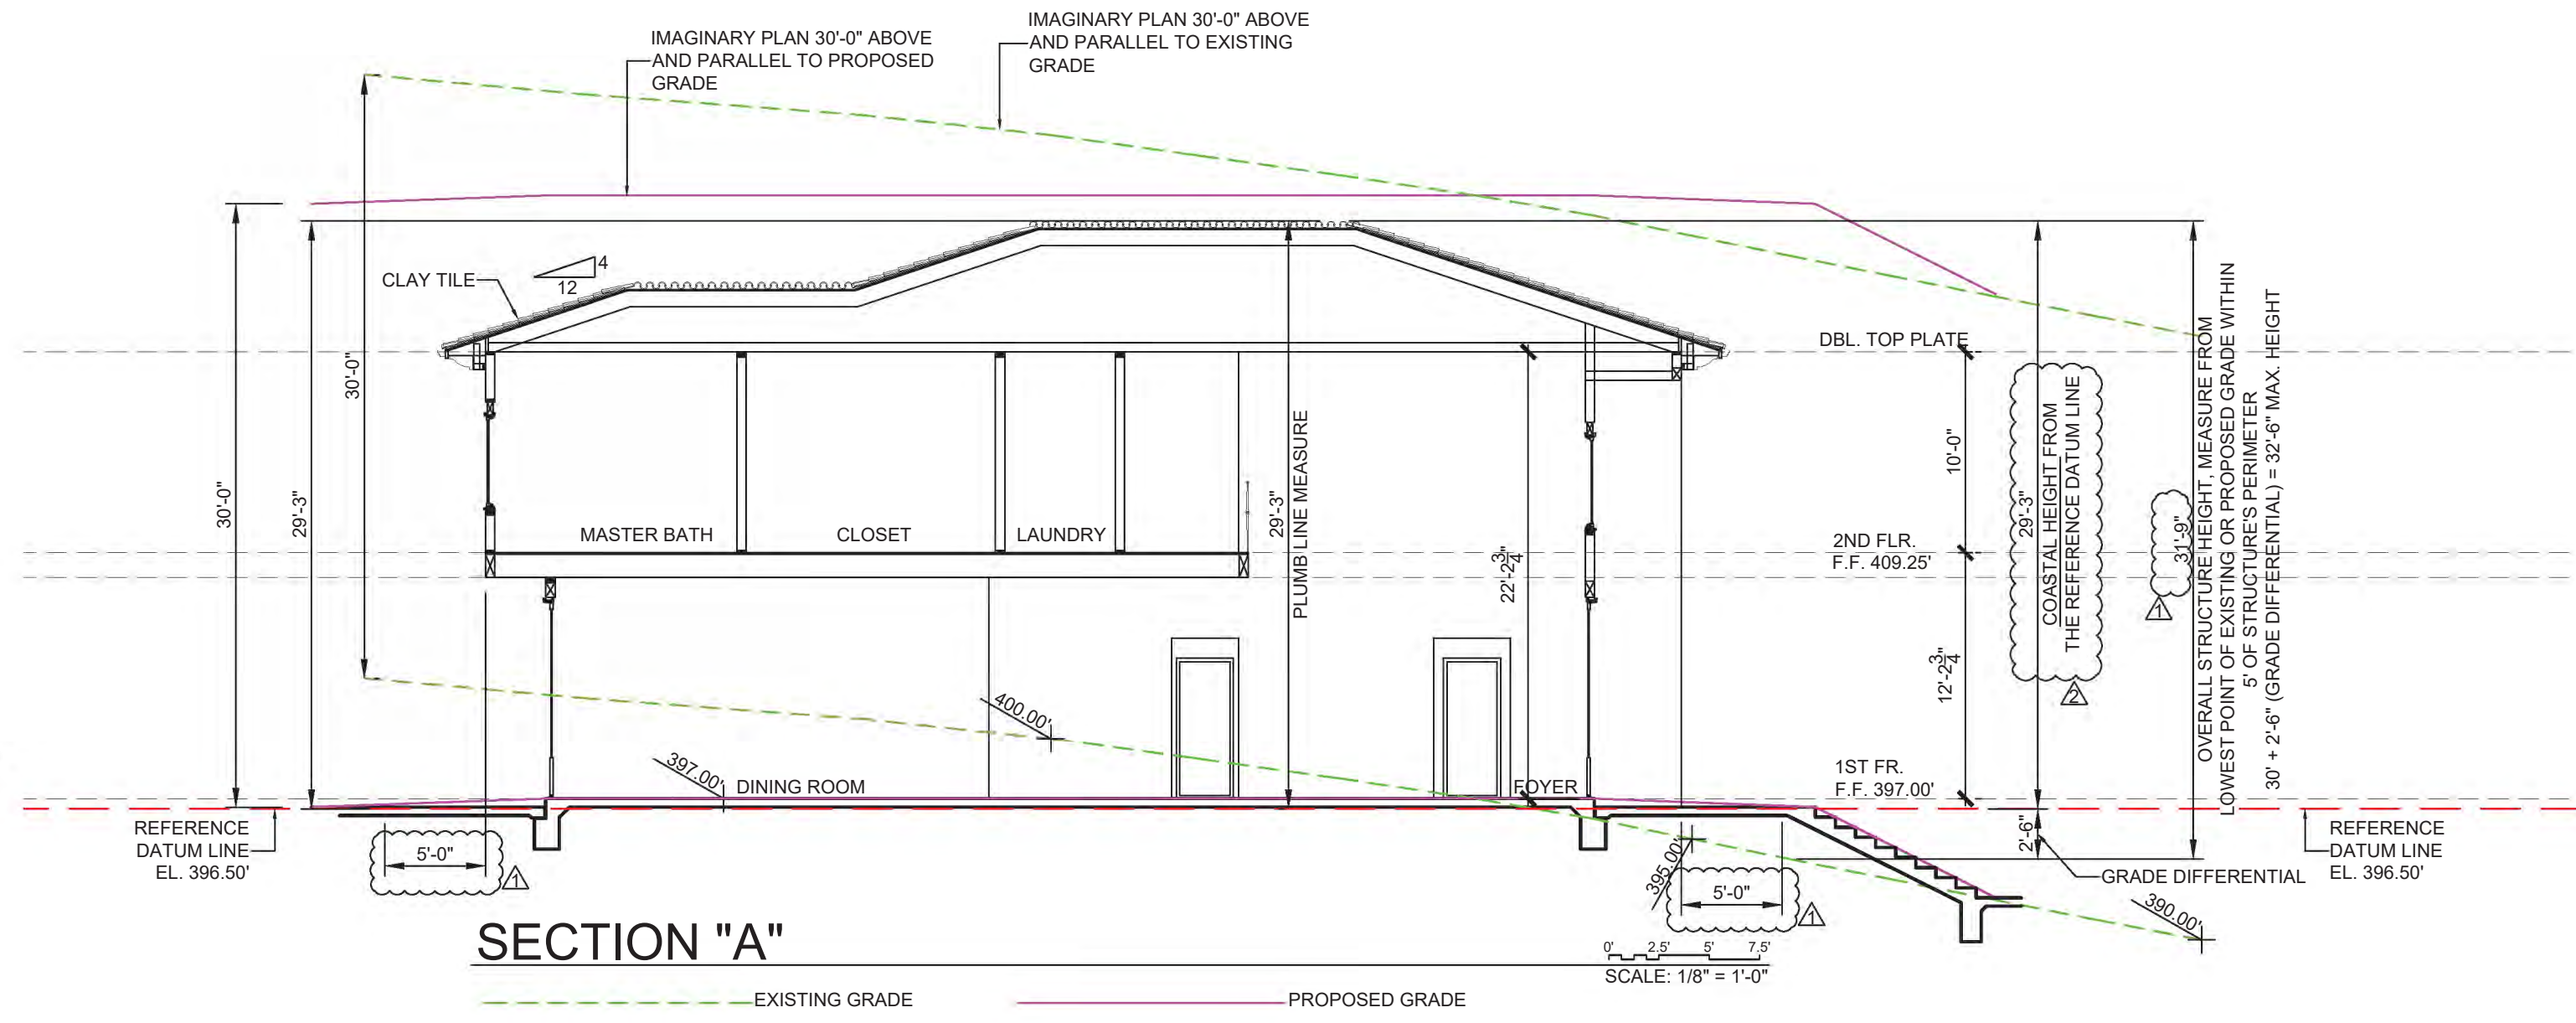 IMAGINARY PLAN 30'-0" ABOVE
AND PARALLEL TO PROPOSED
GRADE
IMAGINARY PLAN 30'-0" ABOVE
AND PARALLEL TO EXISTING
GRADE
CLAY TILE
4
12
30'-0"
29'-3"
30'-0"
DBL. TOP PLATE
10'-0"
2ND FLR.
F.F. 409.25'
12'-2 3/4"
1ST FR.
F.F. 397.00'
MASTER BATH
CLOSET
LAUNDRY
29'-3"
PLUMB LINE MEASURE
22'-2 3/4"
29'-3"
COASTAL HEIGHT FROM
THE REFERENCE DATUM LINE
2
31'-9"
1
OVERALL STRUCTURE HEIGHT, MEASURE FROM
LOWEST POINT OF EXISTING OR PROPOSED GRADE WITHIN
5' OF STRUCTURE'S PERIMETER
30' + 2'-6" (GRADE DIFFERENTIAL) = 32'-6" MAX. HEIGHT
400.00'
397.00'
DINING ROOM
FOYER
REFERENCE
DATUM LINE
EL. 396.50'
5'-0"
1
395.00'
5'-0"
1
2'-6"
GRADE DIFFERENTIAL
REFERENCE
DATUM LINE
EL. 396.50'
390.00'
SECTION "A"
0' 2.5' 5' 7.5'
SCALE: 1/8" = 1'-0"
EXISTING GRADE
PROPOSED GRADE